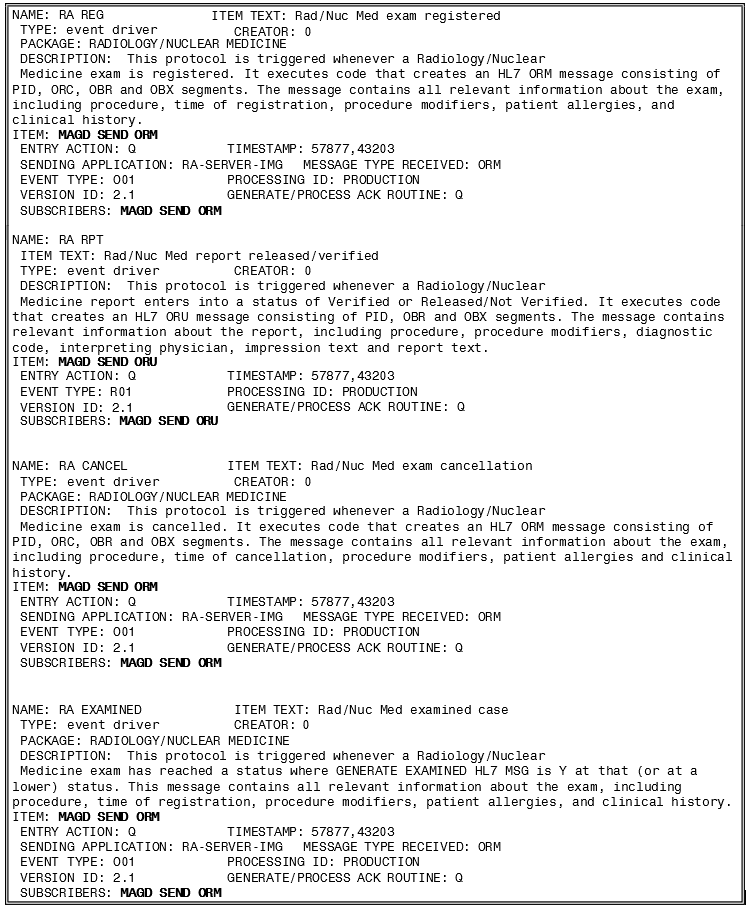 NAME: RA REG ITEM TEXT: Rad/Nuc Med exam registered
TYPE: event driver CREATOR: 0
PACKAGE: RADIOLOGY/NUCLEAR MEDICINE
DESCRIPTION: This protocol is triggered whenever a Radiology/Nuclear
Medicine exam is registered. It executes code that creates an HL7 ORM message consisting of
PID, ORC, OBR and OBX segments. The message contains all relevant information about the exam,
including procedure, time of registration, procedure modifiers, patient allergies, and
clinical history.
ITEM: MAGD SEND ORM
ENTRY ACTION: Q TIMESTAMP: 57877,43203
SENDING APPLICATION: RA-SERVER-IMG MESSAGE TYPE RECEIVED: ORM
EVENT TYPE: O01 PROCESSING ID: PRODUCTION
VERSION ID: 2.1 GENERATE/PROCESS ACK ROUTINE: Q
SUBSCRIBERS: MAGD SEND ORM
NAME: RA RPT
ITEM TEXT: Rad/Nuc Med report released/verified
TYPE: event driver CREATOR: 0
DESCRIPTION: This protocol is triggered whenever a Radiology/Nuclear
Medicine report enters into a status of Verified or Released/Not Verified. It executes code
that creates an HL7 ORU message consisting of PID, OBR and OBX segments. The message contains
relevant information about the report, including procedure, procedure modifiers, diagnostic
code, interpreting physician, impression text and report text.
ITEM: MAGD SEND ORU
ENTRY ACTION: Q TIMESTAMP: 57877,43203
EVENT TYPE: R01 PROCESSING ID: PRODUCTION
VERSION ID: 2.1 GENERATE/PROCESS ACK ROUTINE: Q
SUBSCRIBERS: MAGD SEND ORU
NAME: RA CANCEL ITEM TEXT: Rad/Nuc Med exam cancellation
TYPE: event driver CREATOR: 0
PACKAGE: RADIOLOGY/NUCLEAR MEDICINE
DESCRIPTION: This protocol is triggered whenever a Radiology/Nuclear
Medicine exam is cancelled. It executes code that creates an HL7 ORM message consisting of
PID, ORC, OBR and OBX segments. The message contains all relevant information about the exam,
including procedure, time of cancellation, procedure modifiers, patient allergies and clinical
history.
ITEM: MAGD SEND ORM
ENTRY ACTION: Q TIMESTAMP: 57877,43203
SENDING APPLICATION: RA-SERVER-IMG MESSAGE TYPE RECEIVED: ORM
EVENT TYPE: O01 PROCESSING ID: PRODUCTION
VERSION ID: 2.1 GENERATE/PROCESS ACK ROUTINE: Q
SUBSCRIBERS: MAGD SEND ORM
NAME: RA EXAMINED ITEM TEXT: Rad/Nuc Med examined case
TYPE: event driver CREATOR: 0
PACKAGE: RADIOLOGY/NUCLEAR MEDICINE
DESCRIPTION: This protocol is triggered whenever a Radiology/Nuclear
Medicine exam has reached a status where GENERATE EXAMINED HL7 MSG is Y at that (or at a
lower) status. This message contains all relevant information about the exam, including
procedure, time of registration, procedure modifiers, patient allergies, and clinical history.
ITEM: MAGD SEND ORM
ENTRY ACTION: Q TIMESTAMP: 57877,43203
SENDING APPLICATION: RA-SERVER-IMG MESSAGE TYPE RECEIVED: ORM
EVENT TYPE: O01 PROCESSING ID: PRODUCTION
VERSION ID: 2.1 GENERATE/PROCESS ACK ROUTINE: Q
SUBSCRIBERS: MAGD SEND ORM